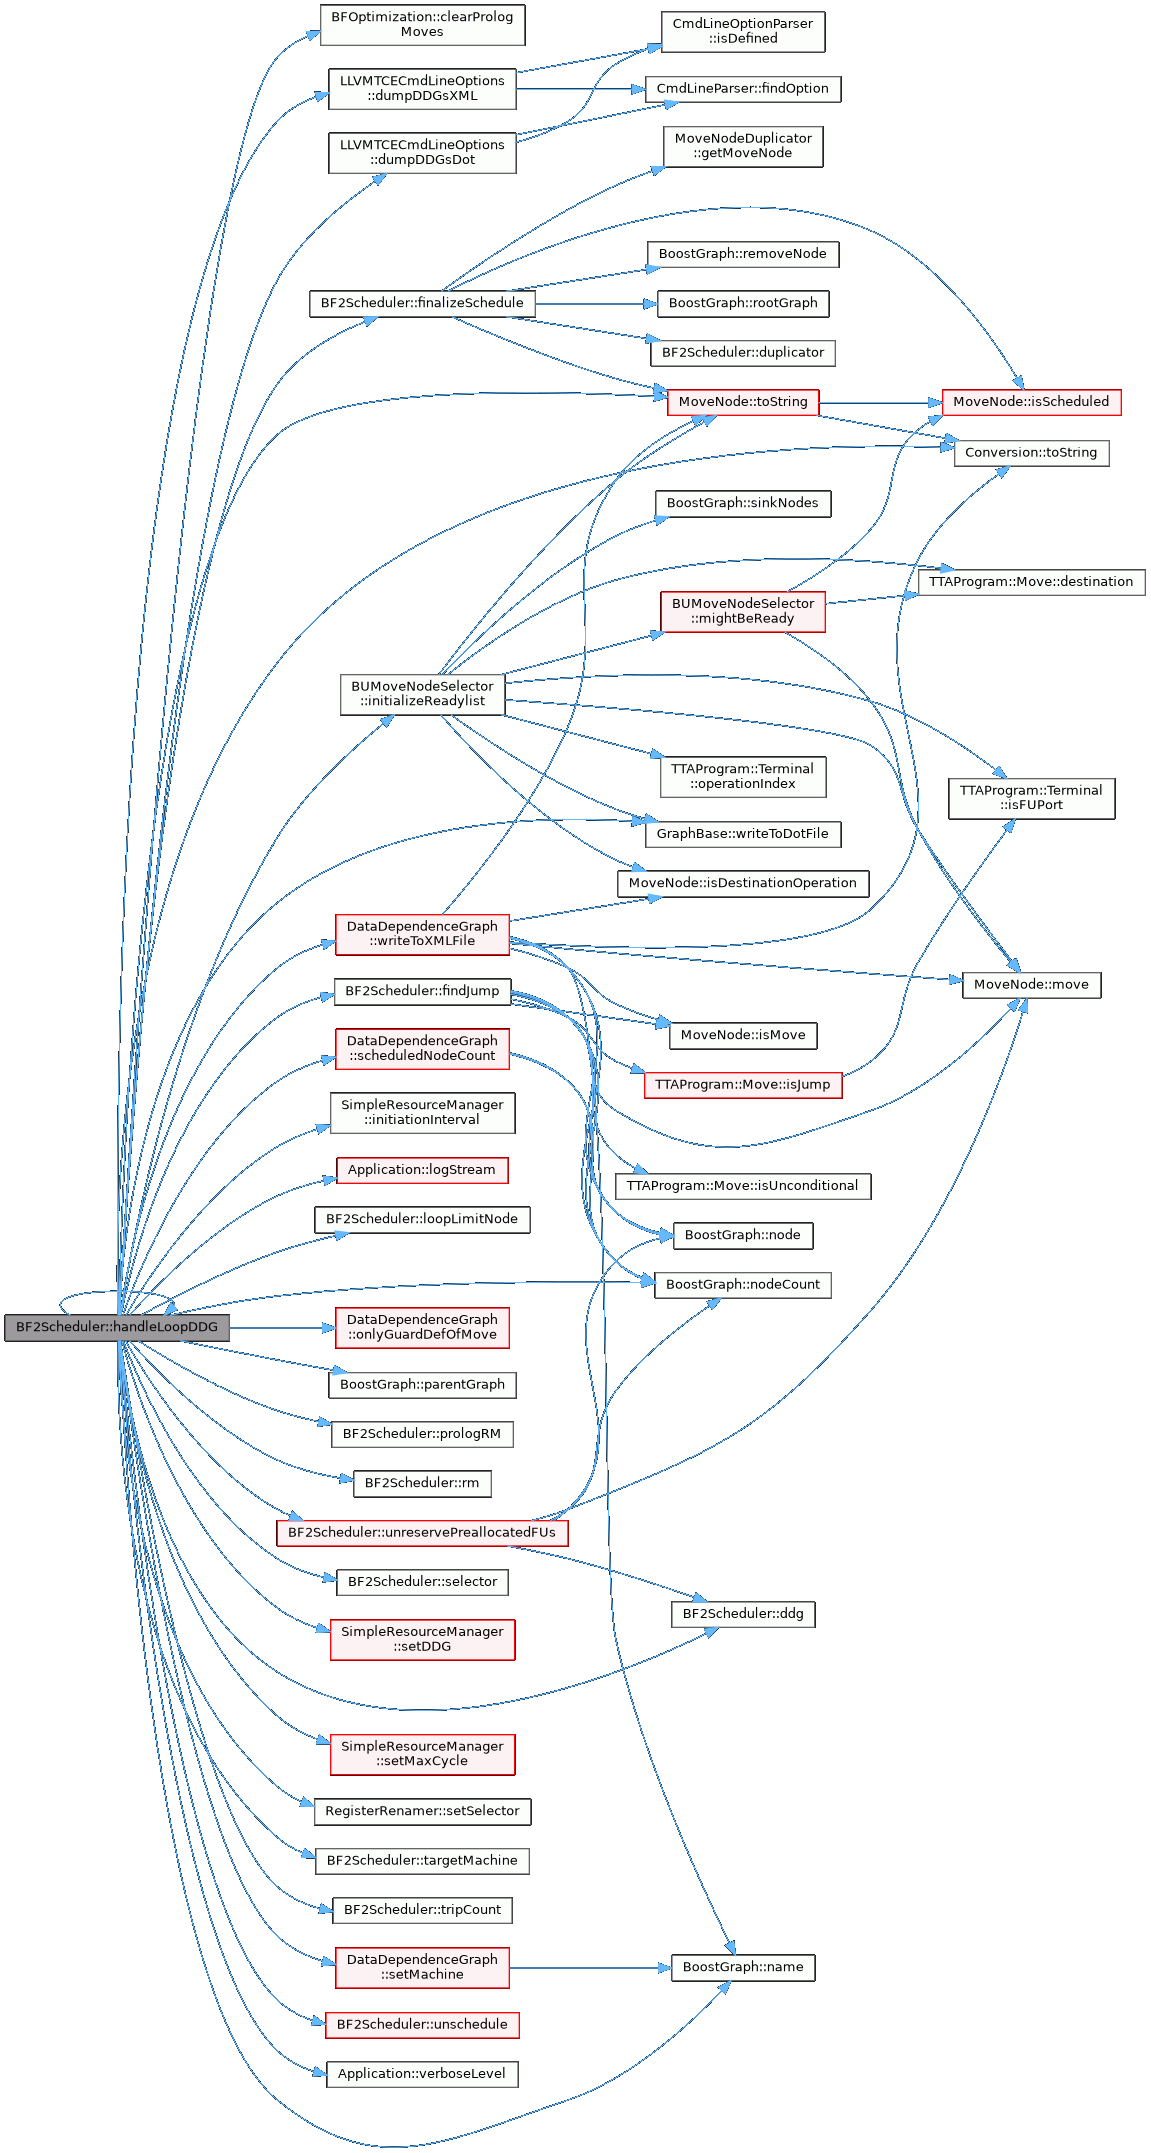 BFOptimization::clearProlog
Moves
CmdLineOptionParser
::isDefined
LLVMTCECmdLineOptions
::dumpDDGsXML
CmdLineParser::findOption
LLVMTCECmdLineOptions
::dumpDDGsDot
MoveNodeDuplicator
::getMoveNode
BoostGraph::removeNode
BF2Scheduler::finalizeSchedule
BoostGraph::rootGraph
BF2Scheduler::duplicator
MoveNode::toString
MoveNode::isScheduled
Conversion::toString
BoostGraph::sinkNodes
TTAProgram::Move::destination
BUMoveNodeSelector
::mightBeReady
BUMoveNodeSelector
::initializeReadylist
TTAProgram::Terminal
::operationIndex
TTAProgram::Terminal
::isFUPort
GraphBase::writeToDotFile
MoveNode::isDestinationOperation
DataDependenceGraph
::writeToXMLFile
MoveNode::move
BF2Scheduler::findJump
MoveNode::isMove
DataDependenceGraph
::scheduledNodeCount
TTAProgram::Move::isJump
SimpleResourceManager
::initiationInterval
Application::logStream
TTAProgram::Move::isUnconditional
BF2Scheduler::loopLimitNode
BoostGraph::node
BoostGraph::nodeCount
BF2Scheduler::handleLoopDDG
DataDependenceGraph
::onlyGuardDefOfMove
BoostGraph::parentGraph
BF2Scheduler::prologRM
BF2Scheduler::rm
BF2Scheduler::unreservePreallocatedFUs
BF2Scheduler::selector
BF2Scheduler::ddg
SimpleResourceManager
::setDDG
SimpleResourceManager
::setMaxCycle
RegisterRenamer::setSelector
BF2Scheduler::targetMachine
BF2Scheduler::tripCount
DataDependenceGraph
::setMachine
BoostGraph::name
BF2Scheduler::unschedule
Application::verboseLevel